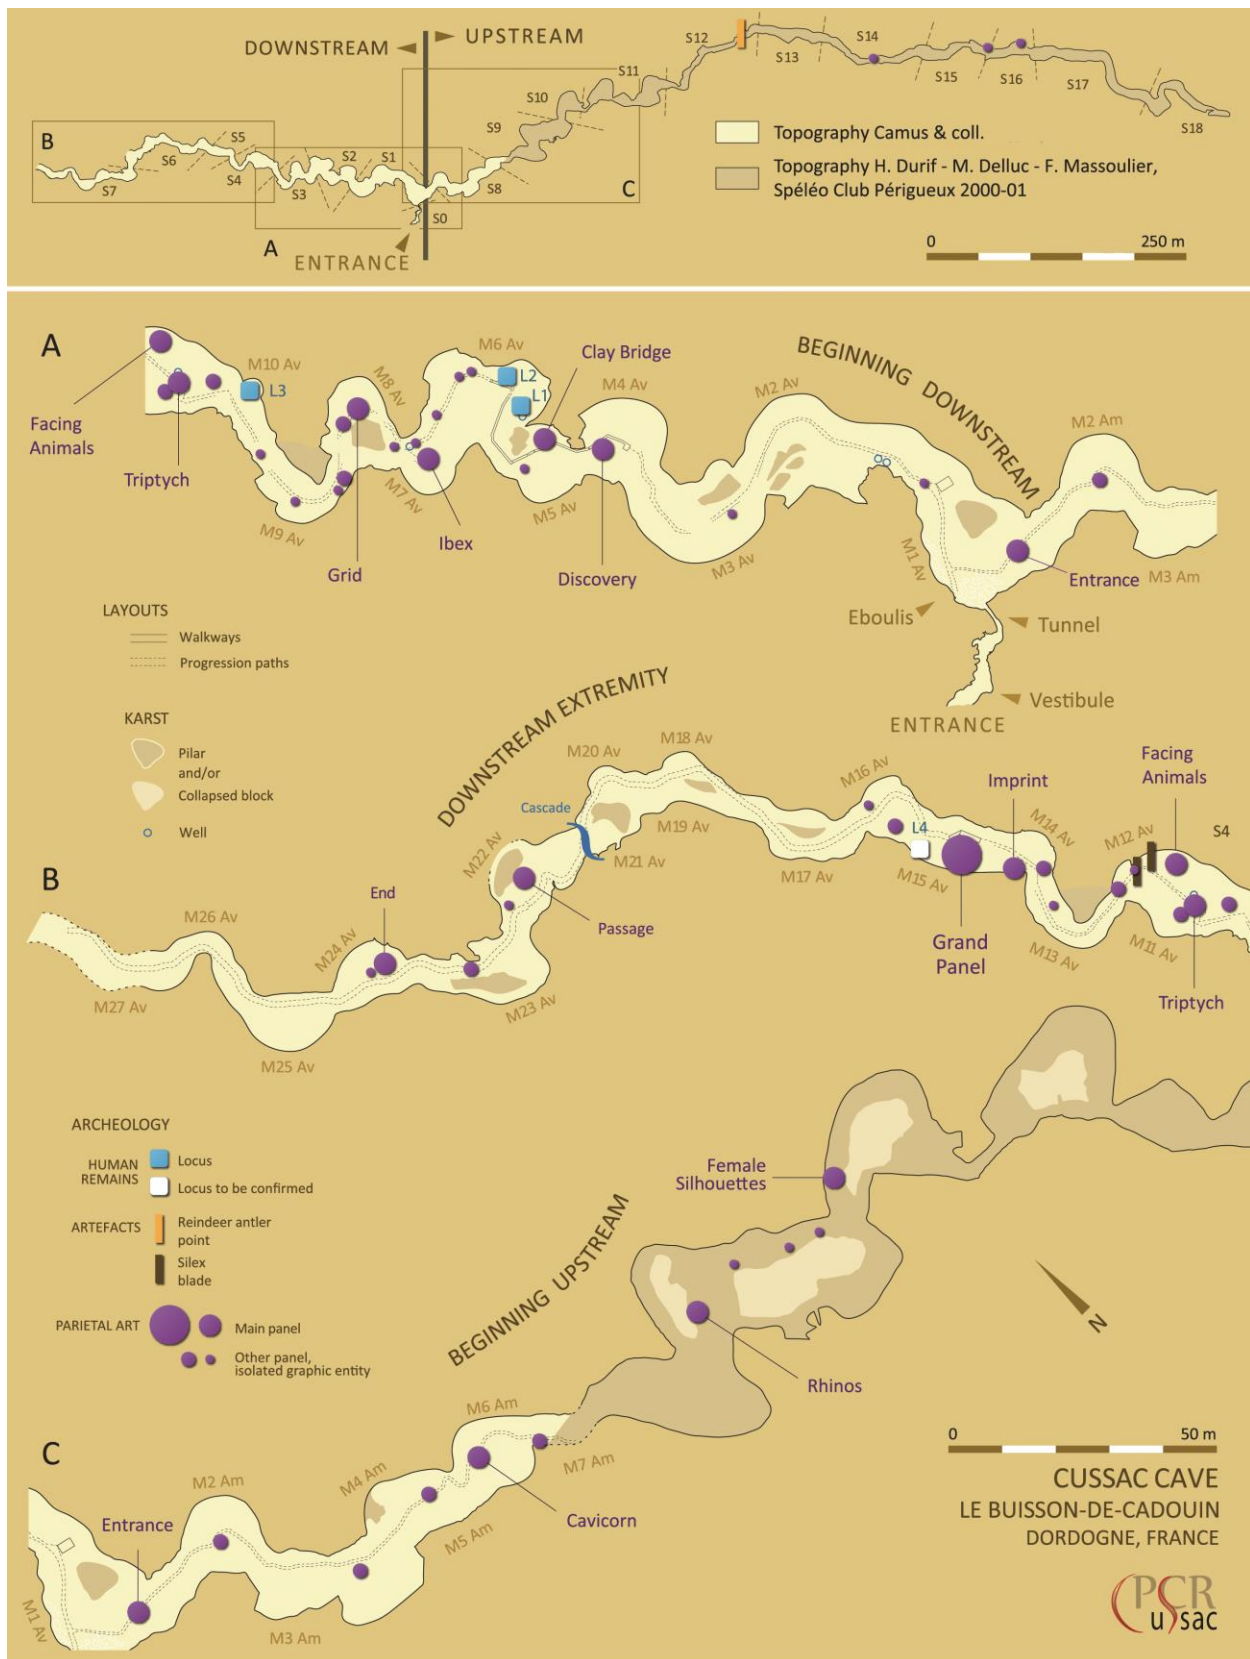 DOWNSTREAM
UPSTREAM
S12
S14
S13
S15
S16
S17
S18
S11
S10
S9
B
S5
S6
S2
S1
S7
S4
S3
S8
C
S0
A
ENTRANCE
Topography Camus & coll.
Topography H. Durif - M. Delluc - F. Massoulier,
Spéléo Club Périgueux 2000-01
0
250 m
A
M10 Av
L3
M8 Av
M6 Av
L2
L1
Clay Bridge
M4 Av
M2 Av
BEGINNING DOWNSTREAM
M2 Am
Facing
Animals
Triptych
M9 Av
Grid
M7 Av
Ibex
M5 Av
Discovery
M3 Av
M1 Av
Entrance
M3 Am
Eboulis
Tunnel
Vestibule
ENTRANCE
LAYOUTS
Walkways
Progression paths
KARST
Pilar
and/or
Collapsed block
Well
DOWNSTREAM EXTREMITY
B
M20 Av
M18 Av
Cascade
M22 Av
M19 Av
M21 Av
M17 Av
M16 Av
L4
M15 Av
Imprint
M14 Av
M12 Av
Facing
Animals
S4
Grand
Panel
M13 Av
M11 Av
Triptych
Passage
End
M26 Av
M24 Av
M27 Av
M25 Av
M23 Av
ARCHEOLOGY
HUMAN
REMAINS
Locus
Locus to be confirmed
ARTEFACTS
Reindeer antler
point
Silex
blade
PARIETAL ART
Main panel
Other panel,
isolated graphic entity
Female
Silhouettes
BEGINNING UPSTREAM
Rhinos
N
C
M6 Am
M7 Am
M4 Am
M2 Am
M5 Am
Cavicorn
Entrance
M1 Av
M3 Am
0
50 m
CUSSAC CAVE
LE BUISSON-DE-CADOUIN
DORDOGNE, FRANCE
PCR
Cussac